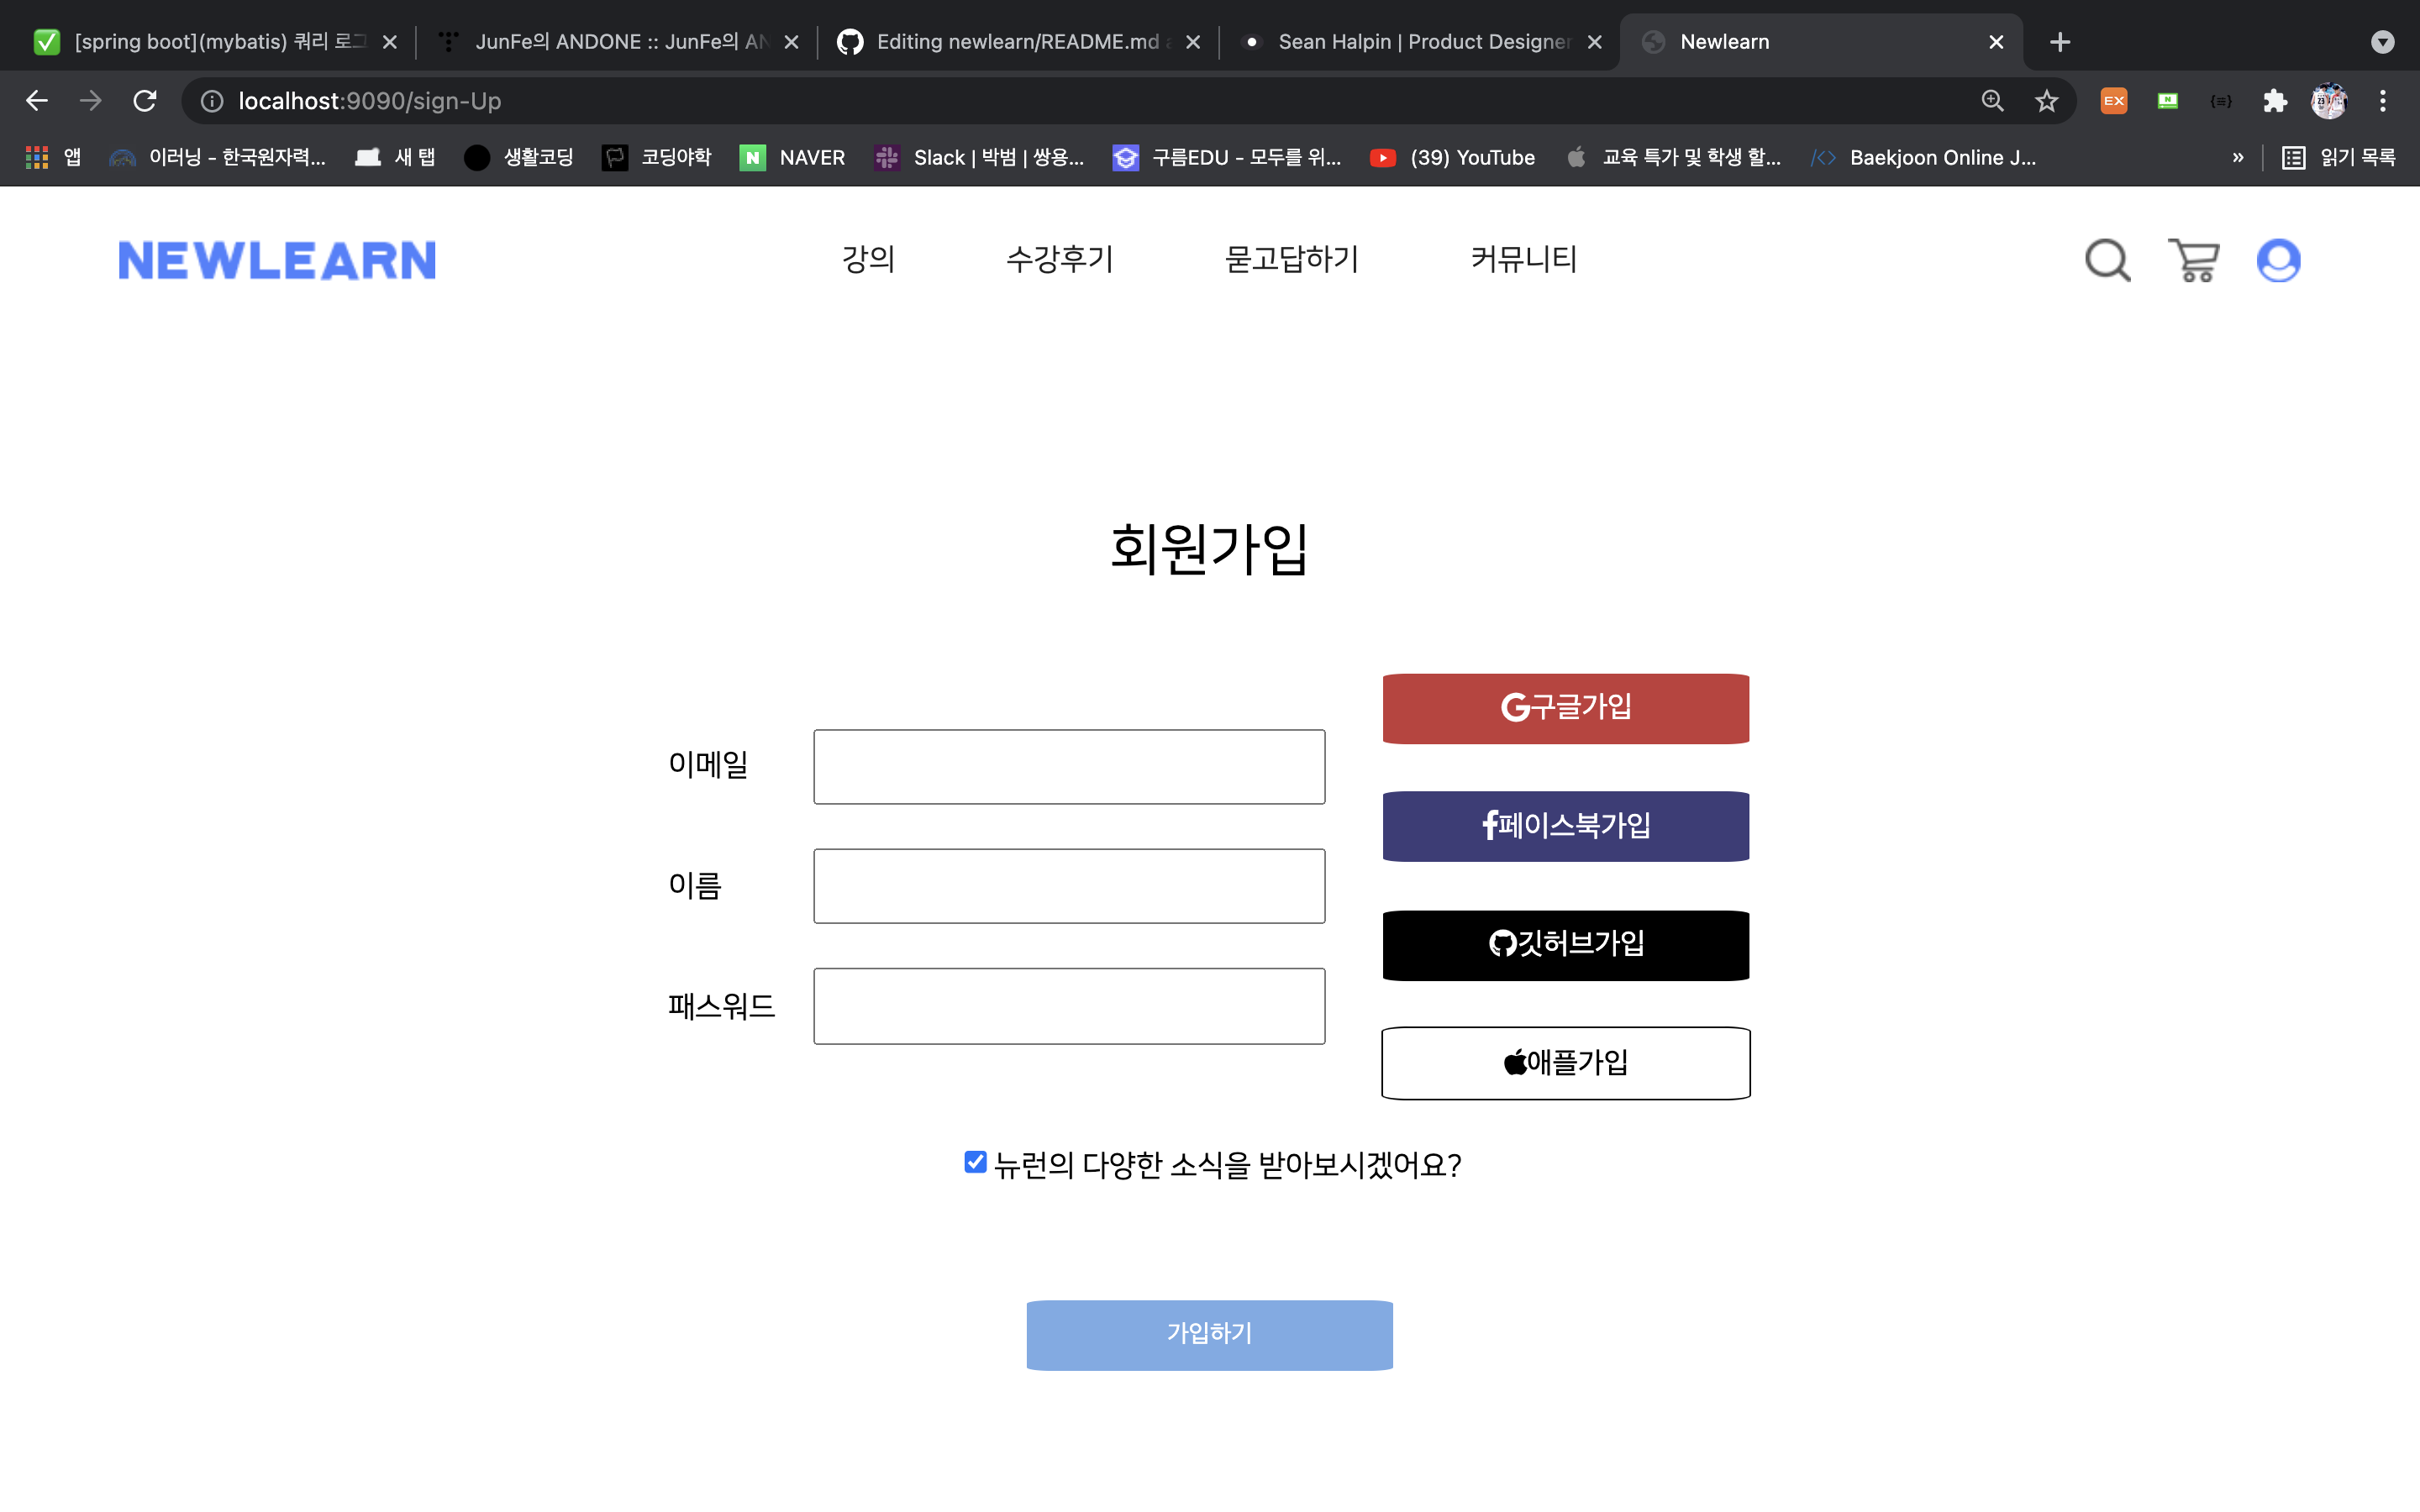 [spring boot](mybatis) 쿼리 로그
JunFe의 ANDONE :: JunFe의 AN
Editing newlearn/README.md a
Sean Halpin | Product Designer
Newlearn
localhost:9090/sign-Up
EX
N
{≡}
앱
이러닝 - 한국원자력...
새 탭
생활코딩
코딩야학
N
NAVER
Slack | 박범 | 쌍용...
구름EDU - 모두를 위...
(39) YouTube
교육 특가 및 학생 할...
Baekjoon Online J...
»
읽기 목록
NEWLEARN
강의
수강후기
묻고답하기
커뮤니티
회원가입
구글가입
이메일
페이스북가입
이름
깃허브가입
패스워드
애플가입
뉴런의 다양한 소식을 받아보시겠어요?
가입하기